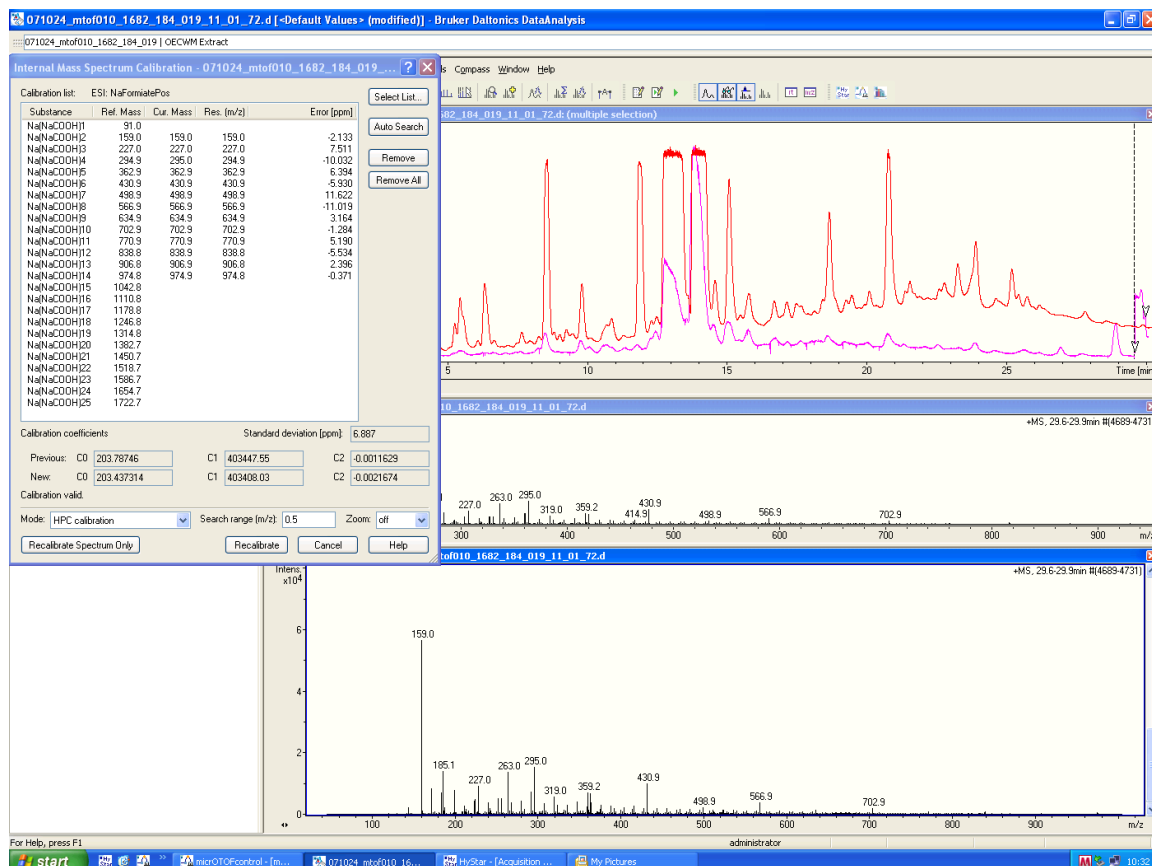 071024_mtof010_1682_184_019_11_01_72.d [<Default Values> (modified)] - Bruker Daltonics DataAnalysis
071024_mtof010_1682_184_019 | OECWM Extract
Internal Mass Spectrum Calibration - 071024_mtof010_1682_184_019_...
Compass Window Help
Calibration list: ESI: NaFormiatePos
Select List...
Substance Ref. Mass Cur. Mass Res. (m/z) Error [ppm]
Na(NaCOOH)1 91.0
Na(NaCOOH)2 159.0 159.0 159.0 -2.133
Na(NaCOOH)3 227.0 227.0 227.0 7.511
Na(NaCOOH)4 294.9 295.0 294.9 -10.032
Na(NaCOOH)5 362.9 362.9 362.9 6.394
Na(NaCOOH)6 430.9 430.9 430.9 -5.930
Na(NaCOOH)7 498.9 498.9 498.9 11.622
Na(NaCOOH)8 566.9 566.9 566.9 -11.019
Na(NaCOOH)9 634.9 634.9 634.9 3.164
Na(NaCOOH)10 702.9 702.9 702.9 -1.284
Na(NaCOOH)11 770.9 770.9 770.9 5.190
Na(NaCOOH)12 838.8 838.9 838.8 -5.534
Na(NaCOOH)13 906.8 906.9 906.8 2.396
Na(NaCOOH)14 974.8 974.9 974.8 -0.371
Na(NaCOOH)15 1042.8
Na(NaCOOH)16 1110.8
Na(NaCOOH)17 1178.8
Na(NaCOOH)18 1246.8
Na(NaCOOH)19 1314.8
Na(NaCOOH)20 1382.7
Na(NaCOOH)21 1450.7
Na(NaCOOH)22 1518.7
Na(NaCOOH)23 1586.7
Na(NaCOOH)24 1654.7
Na(NaCOOH)25 1722.7
Auto Search
Remove
Remove All
Calibration coefficients Standard deviation [ppm]: 6.887
Previous: C0 203.78746 C1 403447.55 C2 -0.0011629
New: C0 203.437314 C1 403408.03 C2 -0.0021674
Calibration valid.
Mode: HPC calibration Search range (m/z): 0.5 Zoom: off
Recalibrate Spectrum Only Recalibrate Cancel Help
682_184_019_11_01_72.d: (multiple selection)
5 10 15 20 25 Time [min]
10_1682_184_019_11_01_72.d
+MS, 29.6-29.9min #(4689-4731)
227.0 263.0 295.0 319.0 359.2 414.9 430.9 498.9 566.9 702.9
300 400 500 600 700 800 900 m/z
mtof010_1682_184_019_11_01_72.d
Intens.
x10⁴
+MS, 29.6-29.9min #(4689-4731)
6
4
2
0
159.0 185.1 227.0 263.0 295.0 319.0 359.2 430.9 498.9 566.9 702.9
100 200 300 400 500 600 700 800 900 m/z
For Help, press F1 administrator
start micrOTOFcontrol - [m... 071024_mtof010_16... HyStar - [Acquisition ... My Pictures 10:32